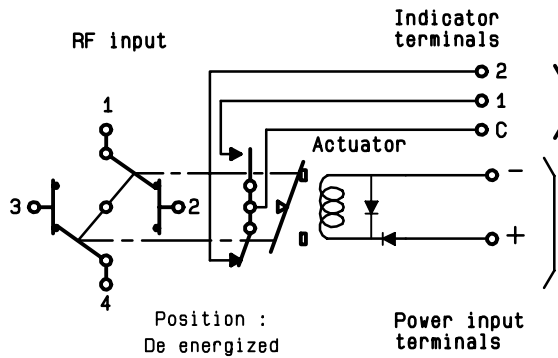 Indicator
terminals
RF input
2
1
C
1
Actuator
−
3
2
+
4
Position :
De energized
Power input
terminals